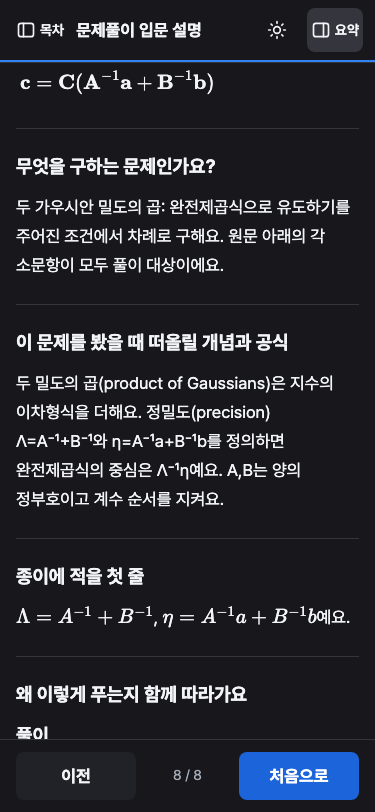 목차 문제풀이 입문 설명 요약
c = C(A⁻¹a + B⁻¹b)
무엇을 구하는 문제인가요?
두 가우시안 밀도의 곱: 완전제곱식으로 유도하기를
주어진 조건에서 차례로 구해요. 원문 아래의 각
소문항이 모두 풀이 대상이에요.
이 문제를 봤을 때 떠올릴 개념과 공식
두 밀도의 곱(product of Gaussians)은 지수의
이차형식을 더해요. 정밀도(precision)
Λ=A⁻¹+B⁻¹와 η=A⁻¹a+B⁻¹b를 정의하면
완전제곱식의 중심은 Λ⁻¹η예요. A,B는 양의
정부호이고 계수 순서를 지켜요.
종이에 적을 첫 줄
Λ = A⁻¹ + B⁻¹, η = A⁻¹a + B⁻¹b예요.
왜 이렇게 푸는지 함께 따라가요
풀이
이전 8 / 8 처음으로